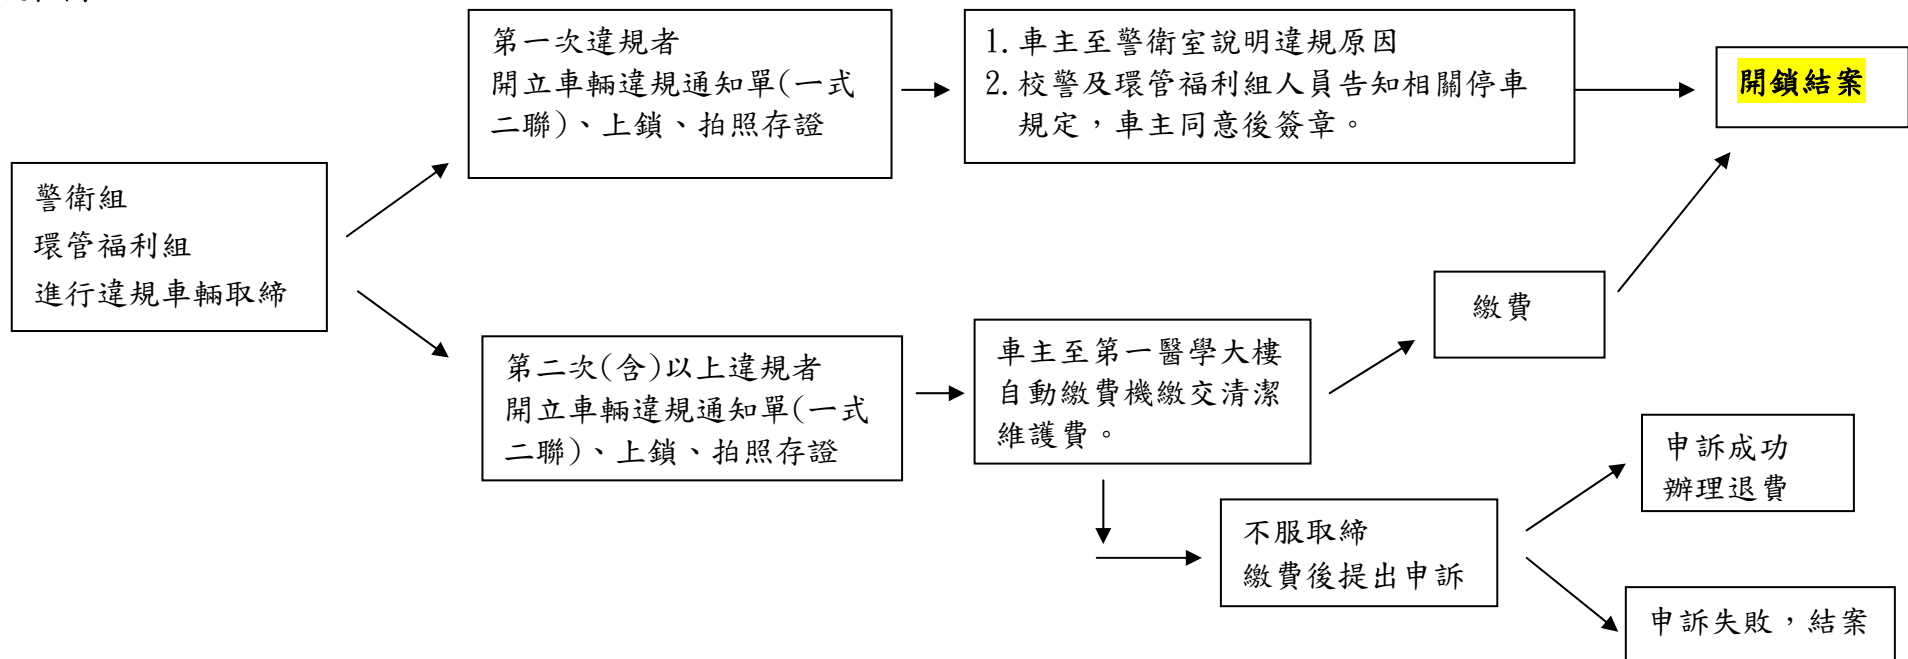 警衛組
環管福利組
進行違規車輛取締
第一次違規者
開立車輛違規通知單(一式
二聯)、上鎖、拍照存證
1. 車主至警衛室說明違規原因
2. 校警及環管福利組人員告知相關停車
規定，車主同意後簽章。
開鎖結案
第二次(含)以上違規者
開立車輛違規通知單(一式
二聯)、上鎖、拍照存證
車主至第一醫學大樓
自動繳費機繳交清潔
維護費。
繳費
不服取締
繳費後提出申訴
申訴成功
辦理退費
申訴失敗，結案